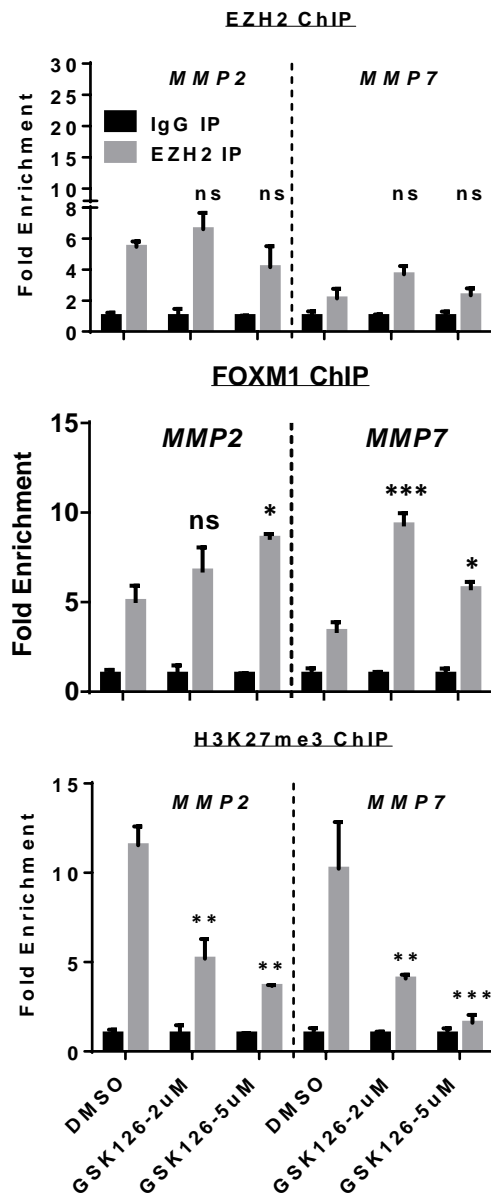 EZH2 ChIP
MMP2 MMP7
30
25
20
15
10
8
6
4
2
0
Fold Enrichment
IgG IP
EZH2 IP
ns ns ns ns
FOXM1 ChIP
MMP2 MMP7
15
10
5
0
Fold Enrichment
ns * *** *
H3K27me3 ChIP
MMP2 MMP7
15
10
5
0
Fold Enrichment
** ** ** ***
DMSO
GSK126-2uM
GSK126-5uM
DMSO
GSK126-2uM
GSK126-5uM